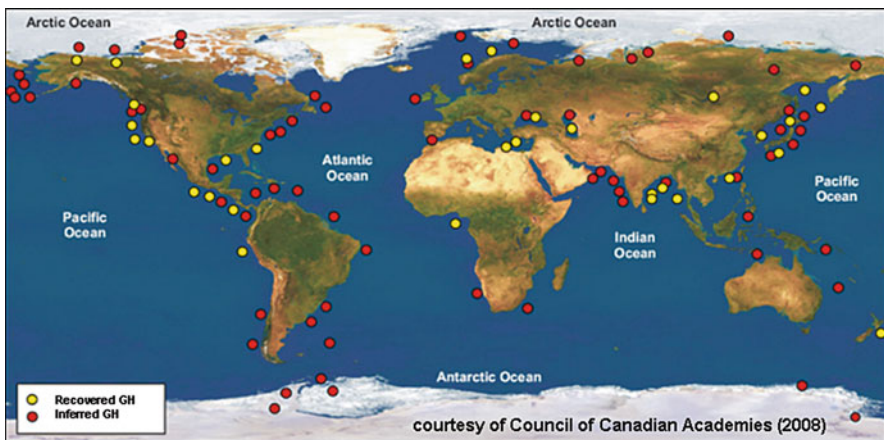 Arctic Ocean
Arctic Ocean
Atlantic
Ocean
Pacific
Ocean
Pacific
Ocean
Indian
Ocean
Antarctic Ocean
Recovered GH
Inferred GH
courtesy of Council of Canadian Academies (2008)